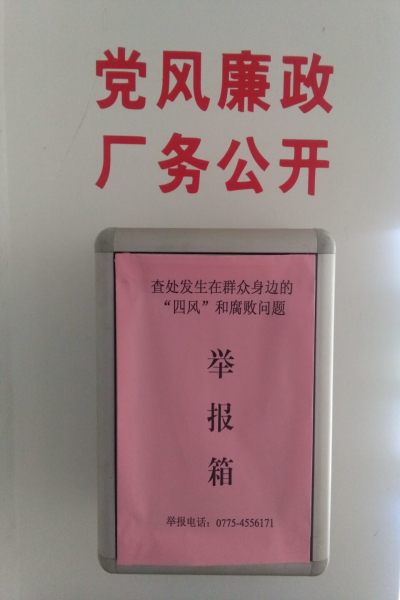 党风廉政
厂务公开
查处发生在群众身边的
“四风”和腐败问题
举
报
箱
举报电话：0775-4556171